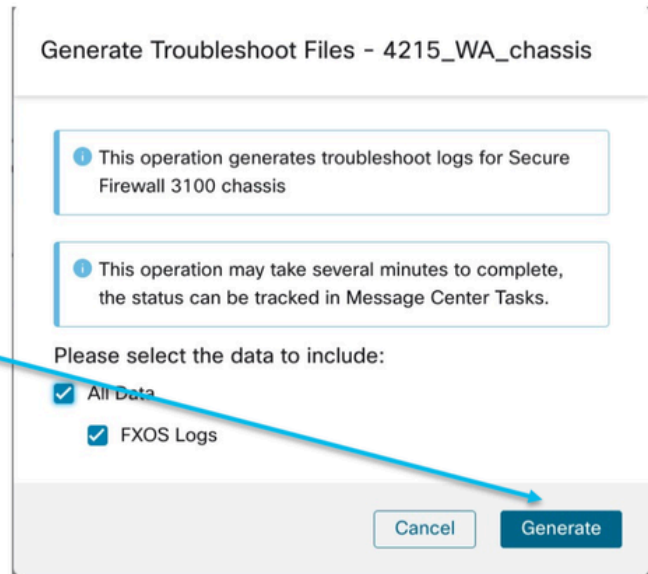 Generate Troubleshoot Files - 4215_WA_chassis
This operation generates troubleshoot logs for Secure
Firewall 3100 chassis
This operation may take several minutes to complete,
the status can be tracked in Message Center Tasks.
Please select the data to include:
All Data
FXOS Logs
Cancel
Generate